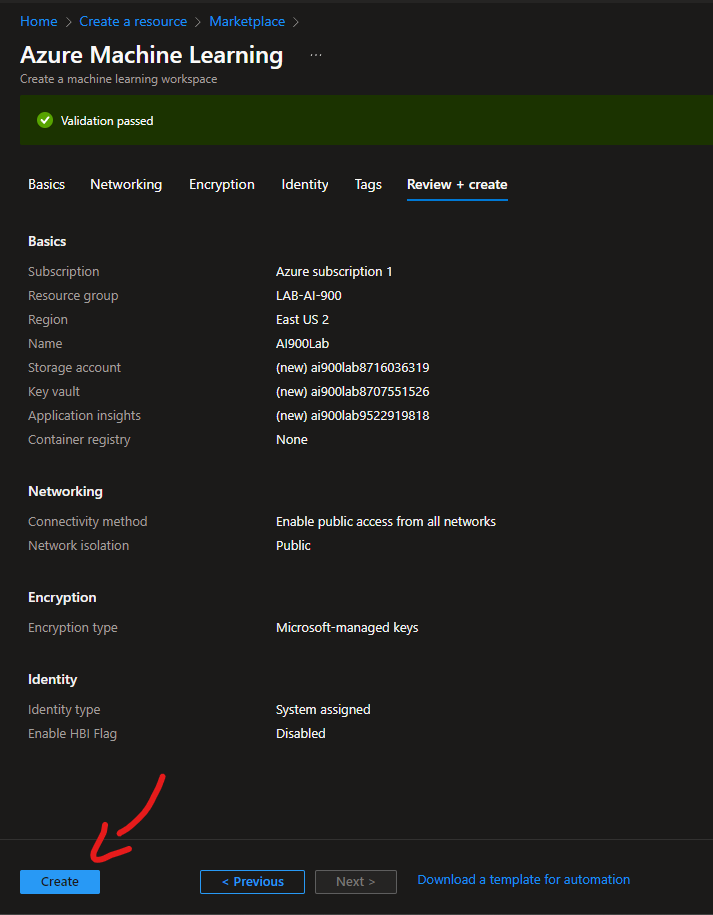 Home > Create a resource > Marketplace >
Azure Machine Learning ...
Create a machine learning workspace
Validation passed
Basics Networking Encryption Identity Tags Review + create
Basics
Subscription Azure subscription 1
Resource group LAB-AI-900
Region East US 2
Name AI900Lab
Storage account (new) ai900lab8716036319
Key vault (new) ai900lab8707551526
Application insights (new) ai900lab9522919818
Container registry None
Networking
Connectivity method Enable public access from all networks
Network isolation Public
Encryption
Encryption type Microsoft-managed keys
Identity
Identity type System assigned
Enable HBI Flag Disabled
Create < Previous Next > Download a template for automation